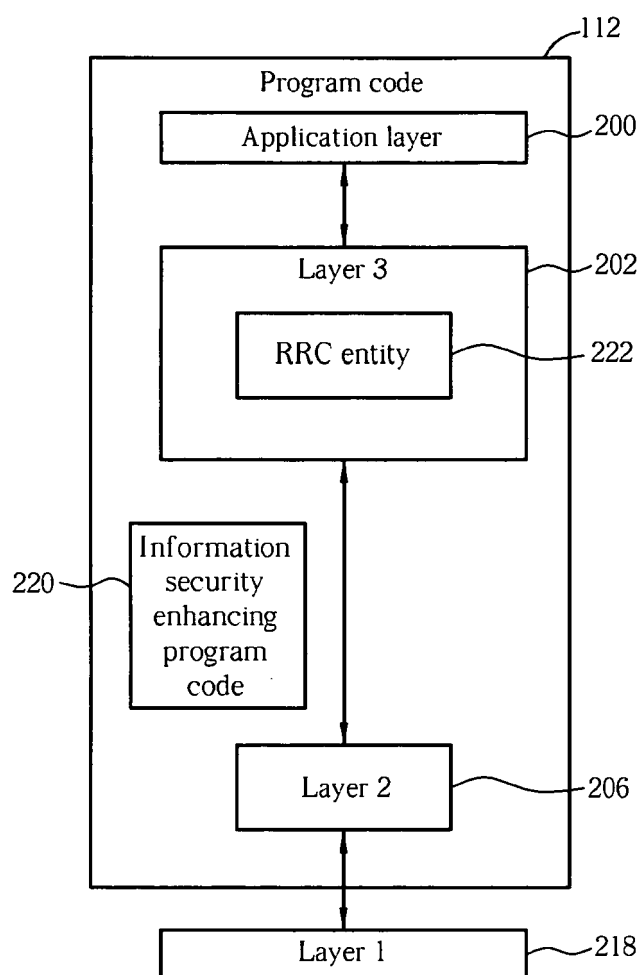 112
Program code
Application layer
200
Layer 3
202
RRC entity
222
Information
security
enhancing
program
code
220
Layer 2
206
Layer 1
218